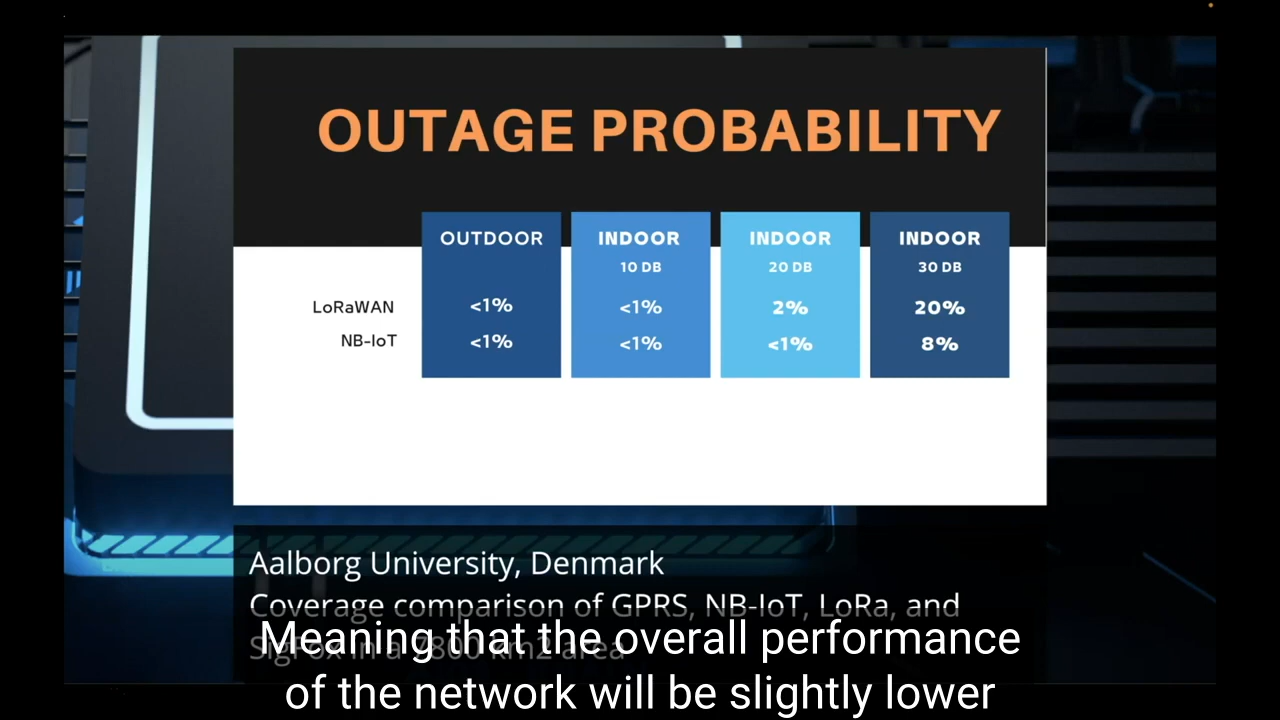 OUTAGE PROBABILITY
OUTDOOR INDOOR INDOOR INDOOR
10 DB 20 DB 30 DB
LoRaWAN <1% <1% 2% 20%
NB-IoT <1% <1% <1% 8%
Aalborg University, Denmark
Coverage comparison of GPRS, NB-IoT, LoRa, and
SigFox in a 7800 km2 area
Meaning that the overall performance
of the network will be slightly lower